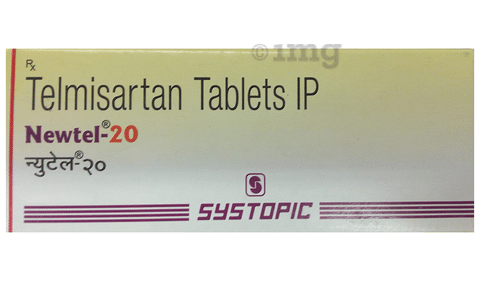 ©1mg
Rx
Telmisartan Tablets IP
Newtel®-20
न्युटेल®-२०
S
SYSTOPIC